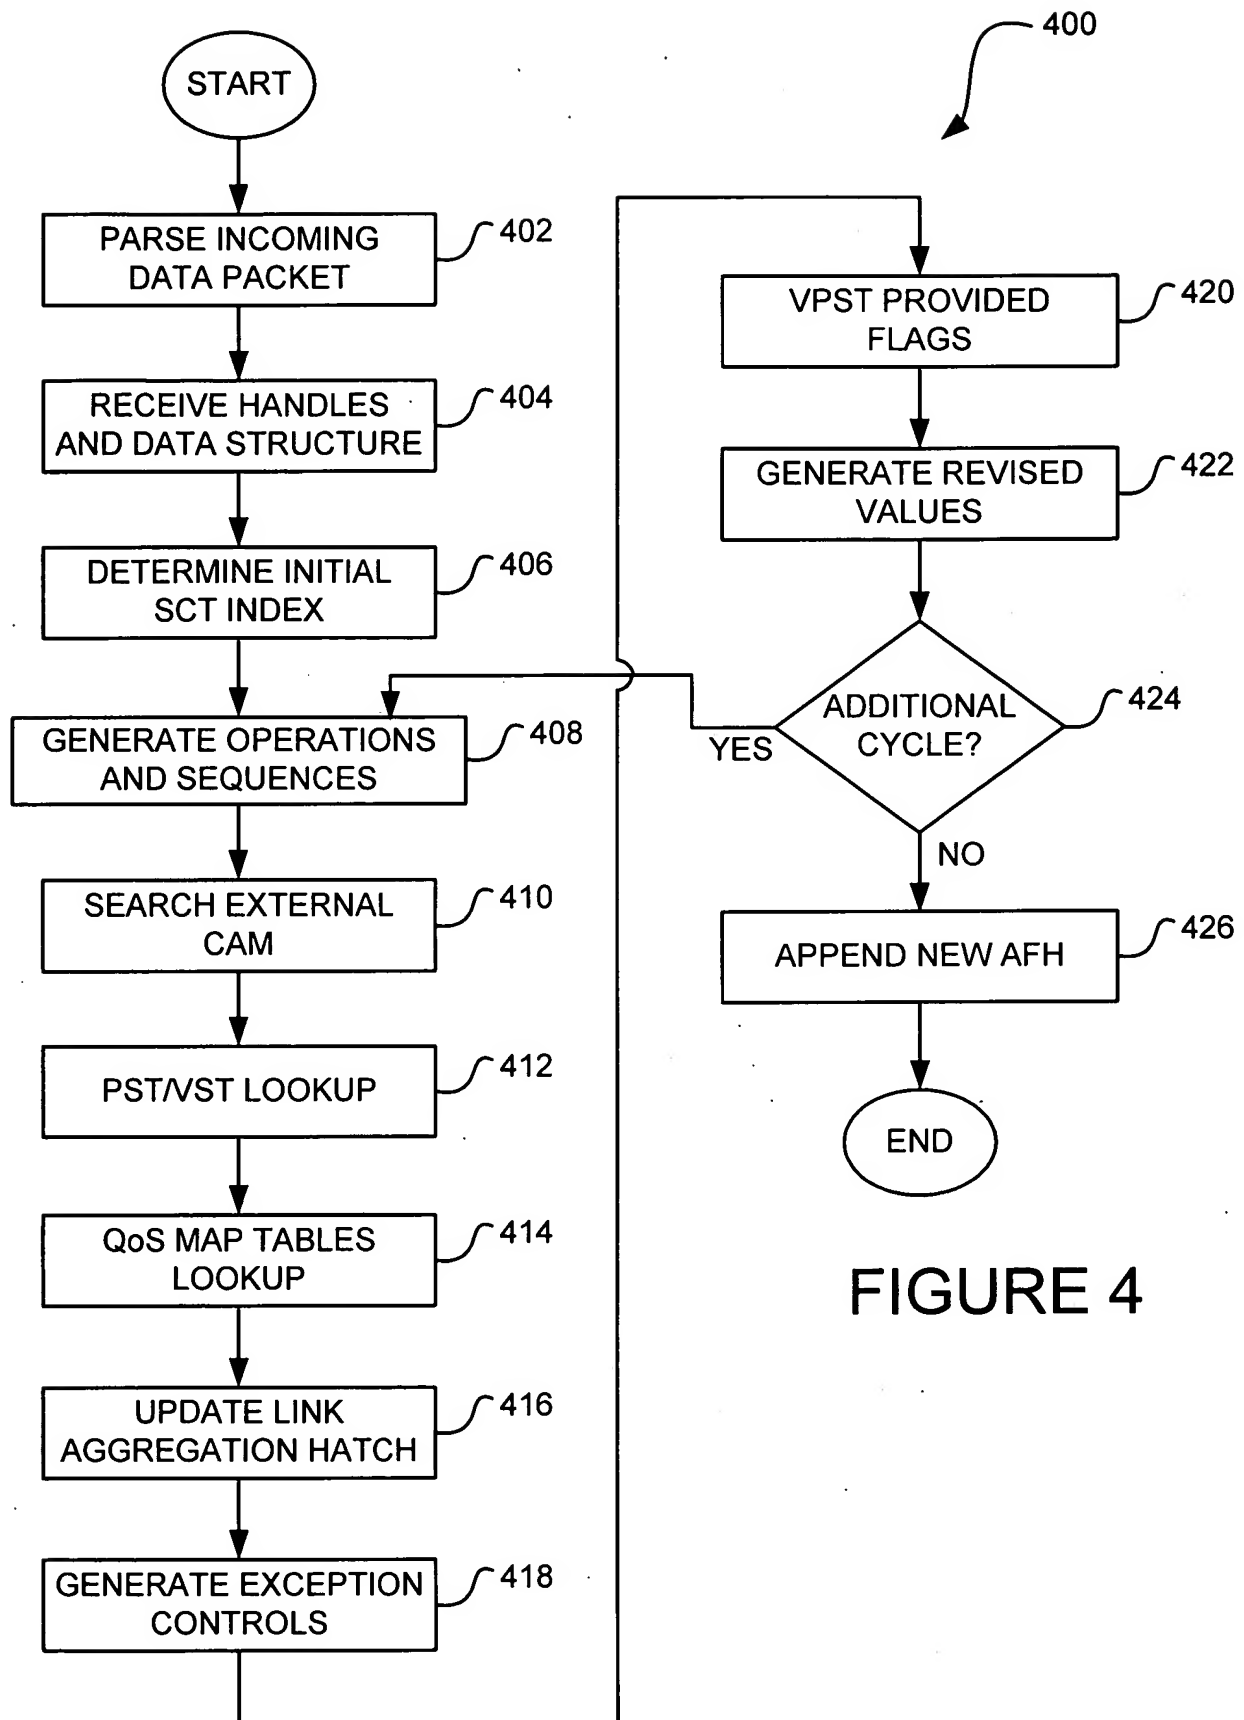 400
START
PARSE INCOMING
DATA PACKET
402
RECEIVE HANDLES
AND DATA STRUCTURE
404
DETERMINE INITIAL
SCT INDEX
406
GENERATE OPERATIONS
AND SEQUENCES
408
SEARCH EXTERNAL
CAM
410
PST/VST LOOKUP
412
QoS MAP TABLES
LOOKUP
414
UPDATE LINK
AGGREGATION HATCH
416
GENERATE EXCEPTION
CONTROLS
418
VPST PROVIDED
FLAGS
420
GENERATE REVISED
VALUES
422
ADDITIONAL
CYCLE?
424
YES
NO
APPEND NEW AFH
426
END
FIGURE 4